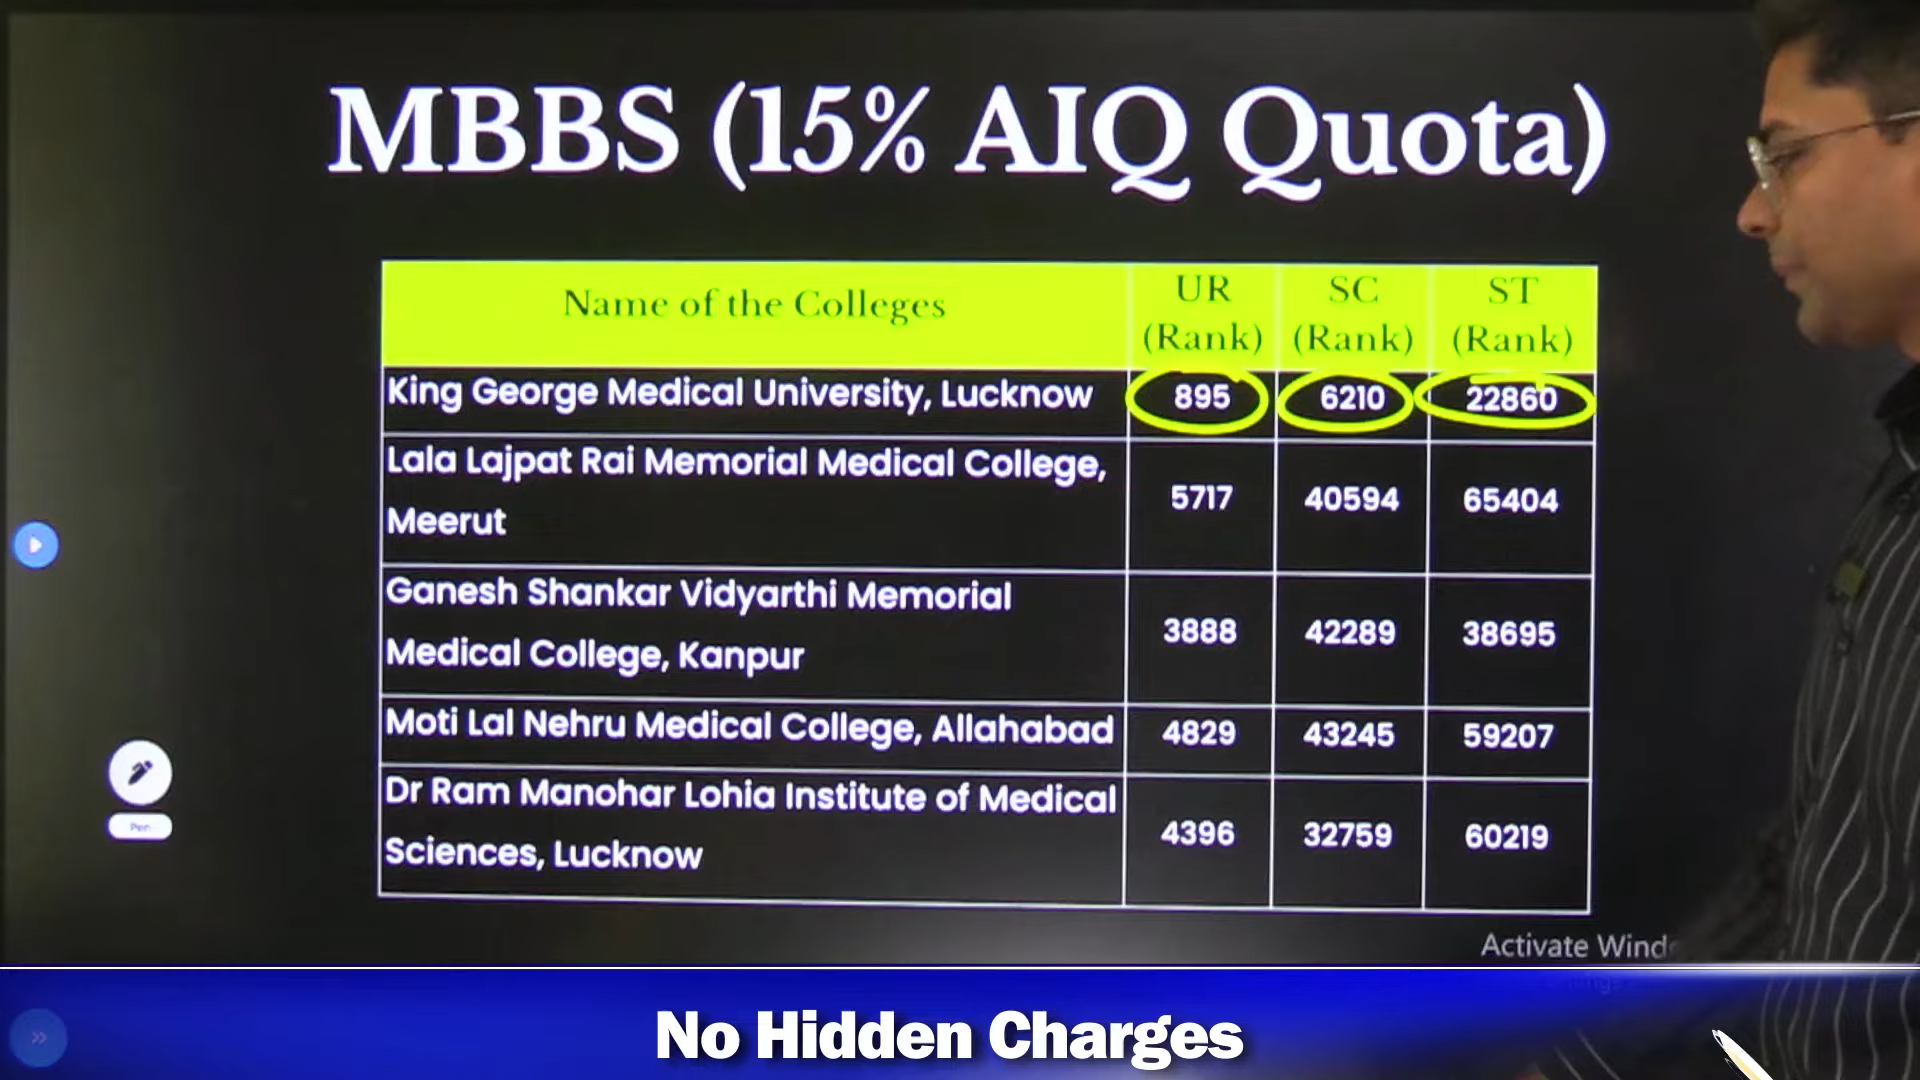 MBBS (15% AIQ Quota)
Name of the Colleges
UR
(Rank)
SC
(Rank)
ST
(Rank)
King George Medical University, Lucknow
895
6210
22860
Lala Lajpat Rai Memorial Medical College,
Meerut
5717
40594
65404
Ganesh Shankar Vidyarthi Memorial
Medical College, Kanpur
3888
42289
38695
Moti Lal Nehru Medical College, Allahabad
4829
43245
59207
Dr Ram Manohar Lohia Institute of Medical
Sciences, Lucknow
4396
32759
60219
Pen
Activate Wind
No Hidden Charges